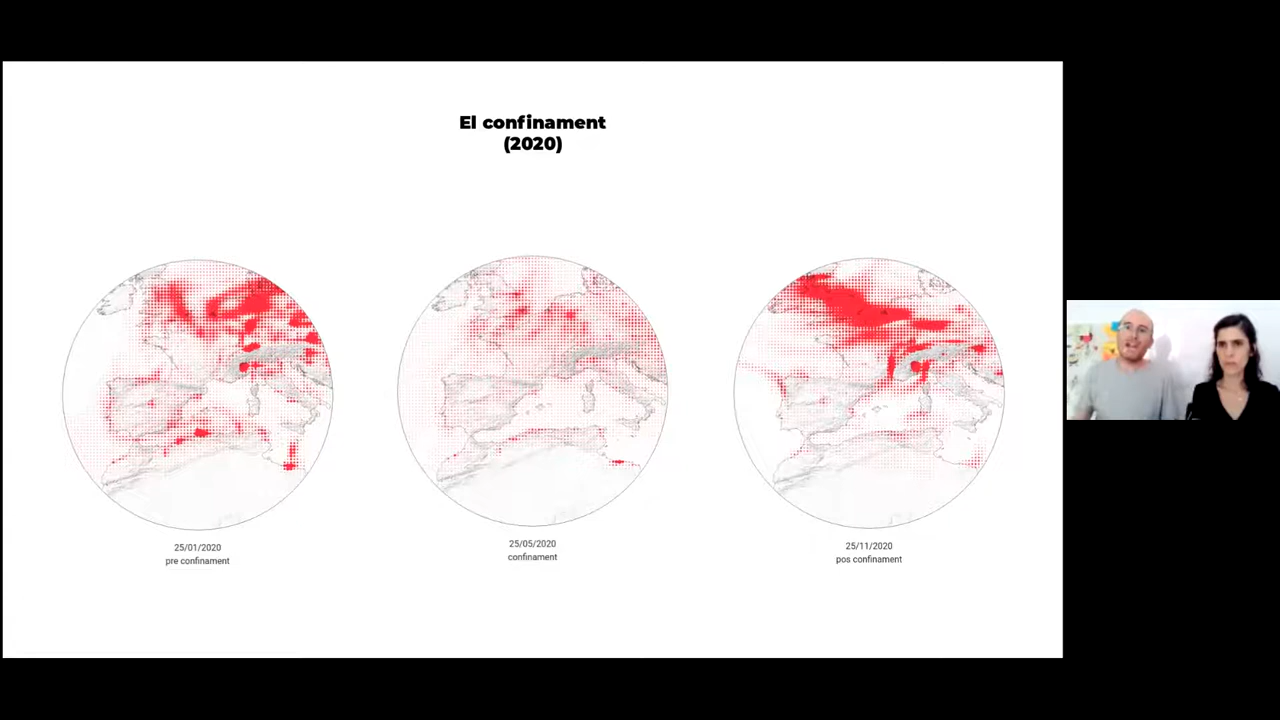 El confinament
(2020)
25/01/2020
pre confinament
25/05/2020
confinament
25/11/2020
pos confinament